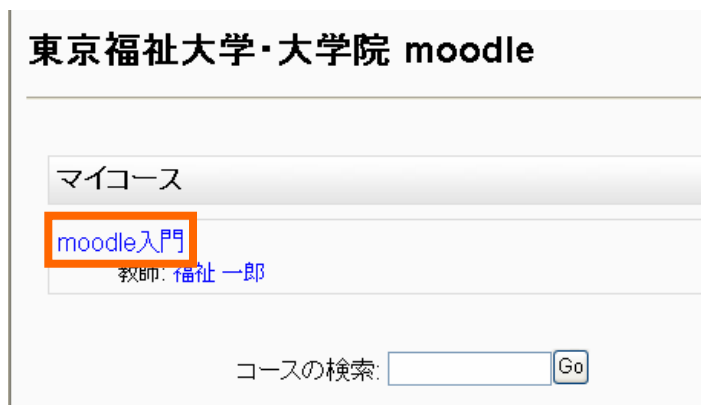 東京福祉大学・大学院 moodle
マイコース
moodle入門
教師: 福祉 一郎
コースの検索: Go